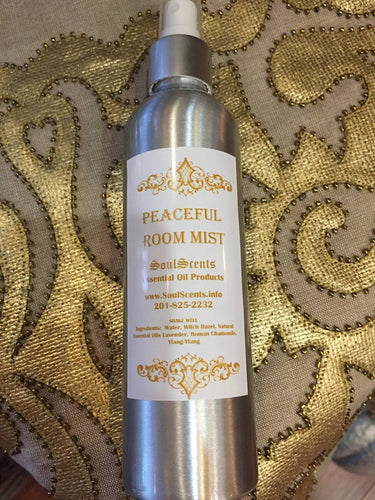 PEACEFUL
ROOM MIST
SoulScents
Essential Oil Products
www.SoulScents.info
201-825-2232
SHAKE WELL
Ingredients: Water, Witch Hazel, Natural
Essential Oils Lavender, Roman Chamomile,
Ylang-Ylang